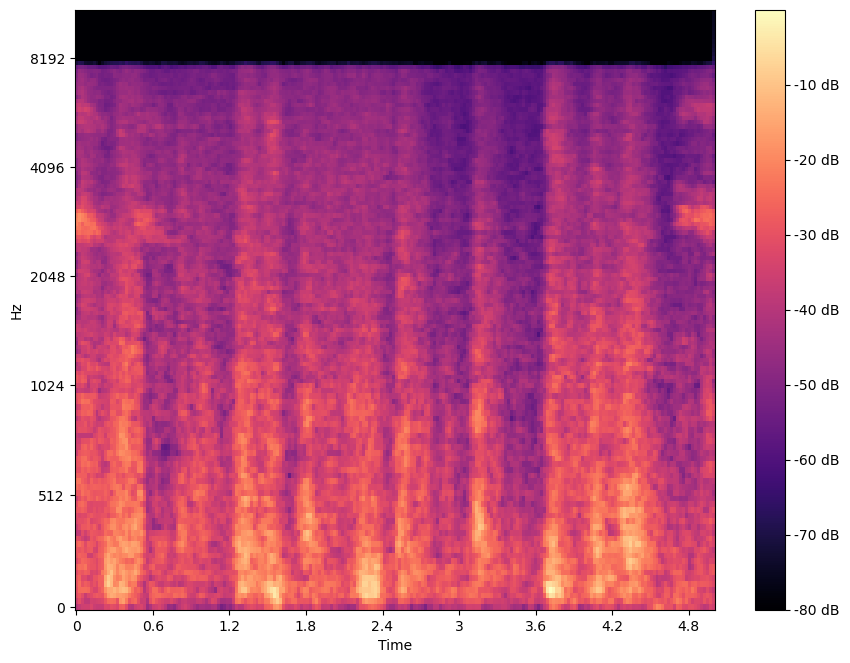 8192
4096
2048
1024
512
0
Hz
0 0.6 1.2 1.8 2.4 3 3.6 4.2 4.8
Time
-10 dB
-20 dB
-30 dB
-40 dB
-50 dB
-60 dB
-70 dB
-80 dB